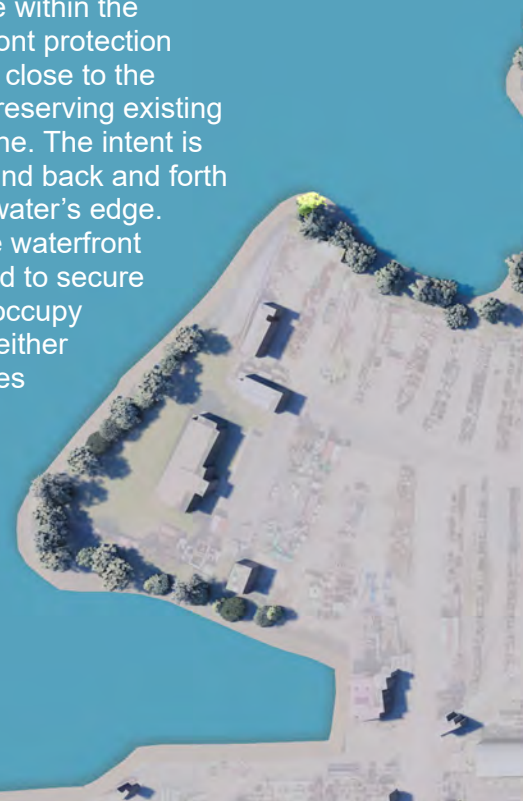 e within the
ont protection
close to the
reserving existing
ne. The intent is
nd back and forth
water’s edge.
e waterfront
d to secure
occupy
either
es